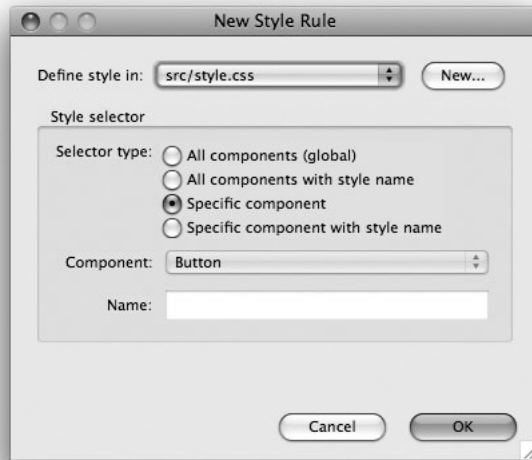 New Style Rule
Define style in: src/style.css New...
Style selector
Selector type: All components (global)
All components with style name
Specific component
Specific component with style name
Component: Button
Name:
Cancel OK